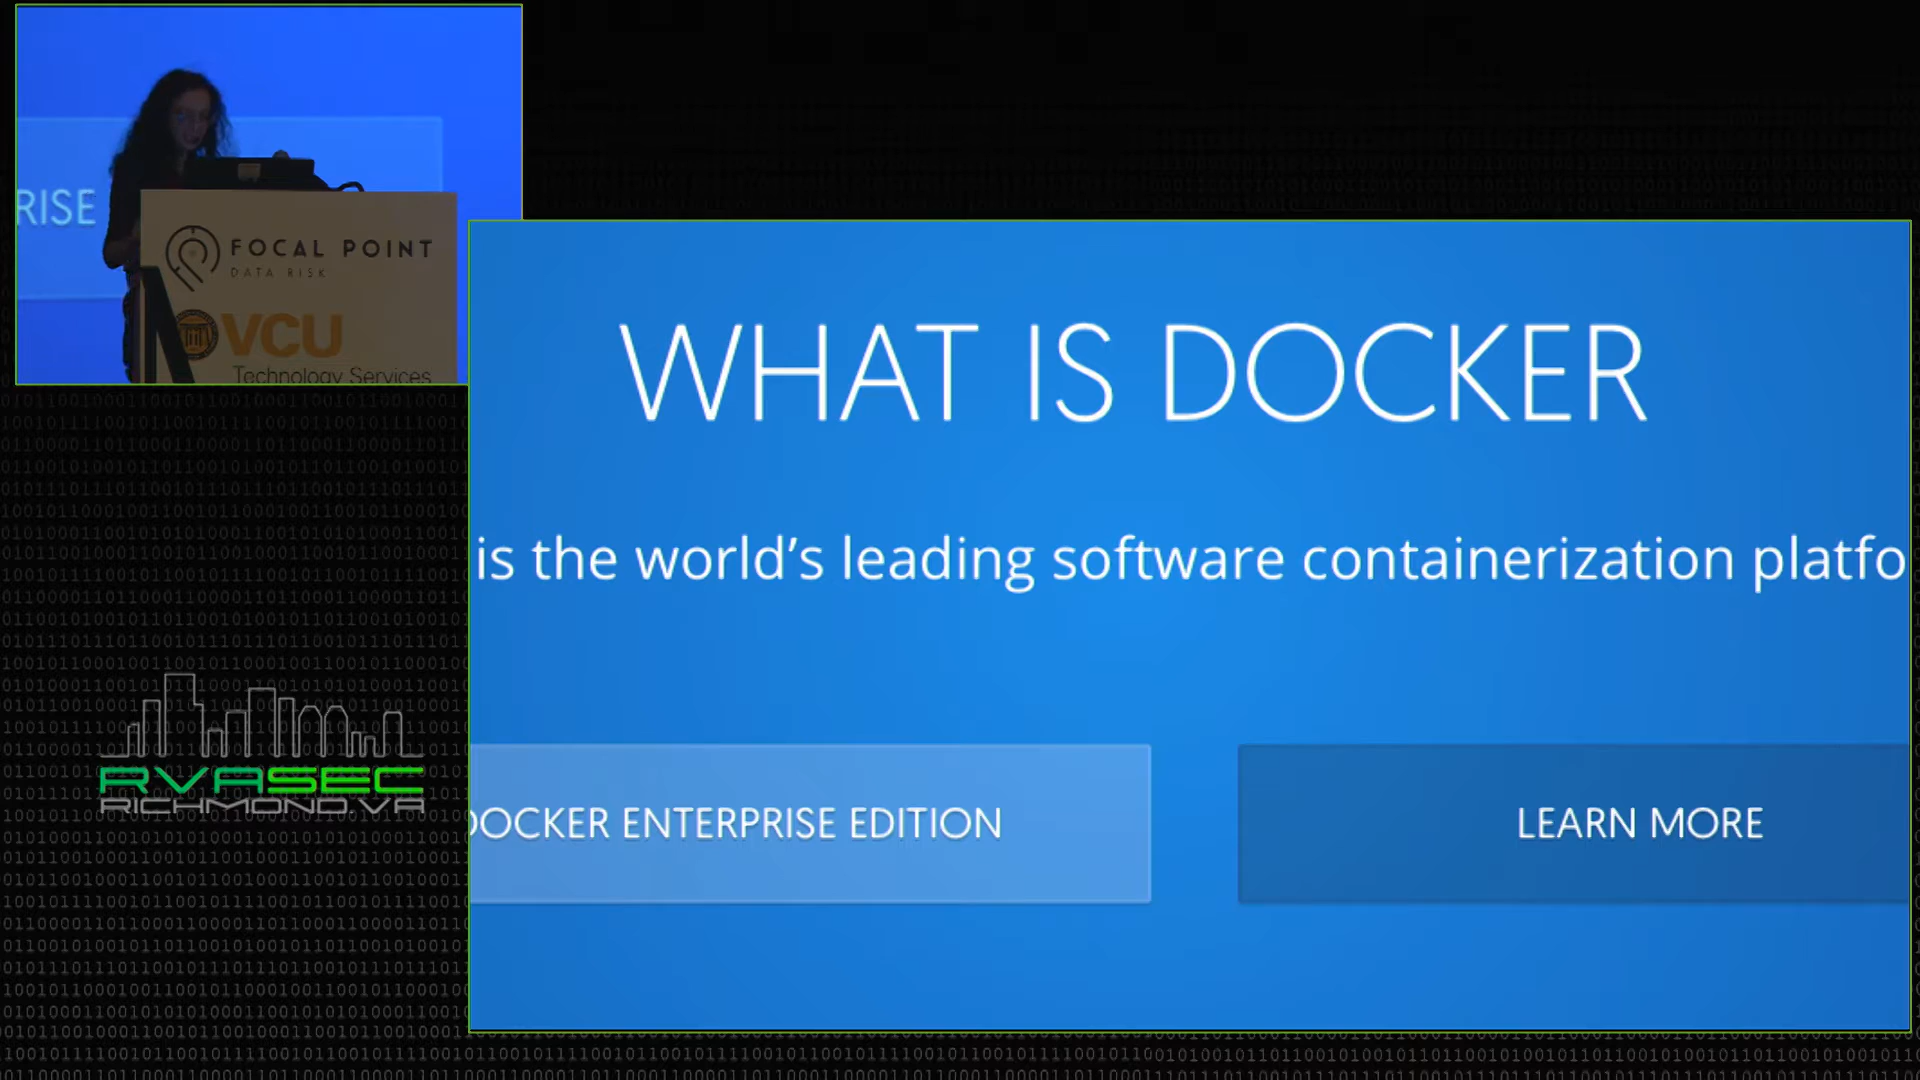 RISE
FOCAL POINT
DATA RISK
VCU
Technology Services
WHAT IS DOCKER
is the world's leading software containerization platfo
DOCKER ENTERPRISE EDITION
LEARN MORE
RVASEC
RICHMOND.VA